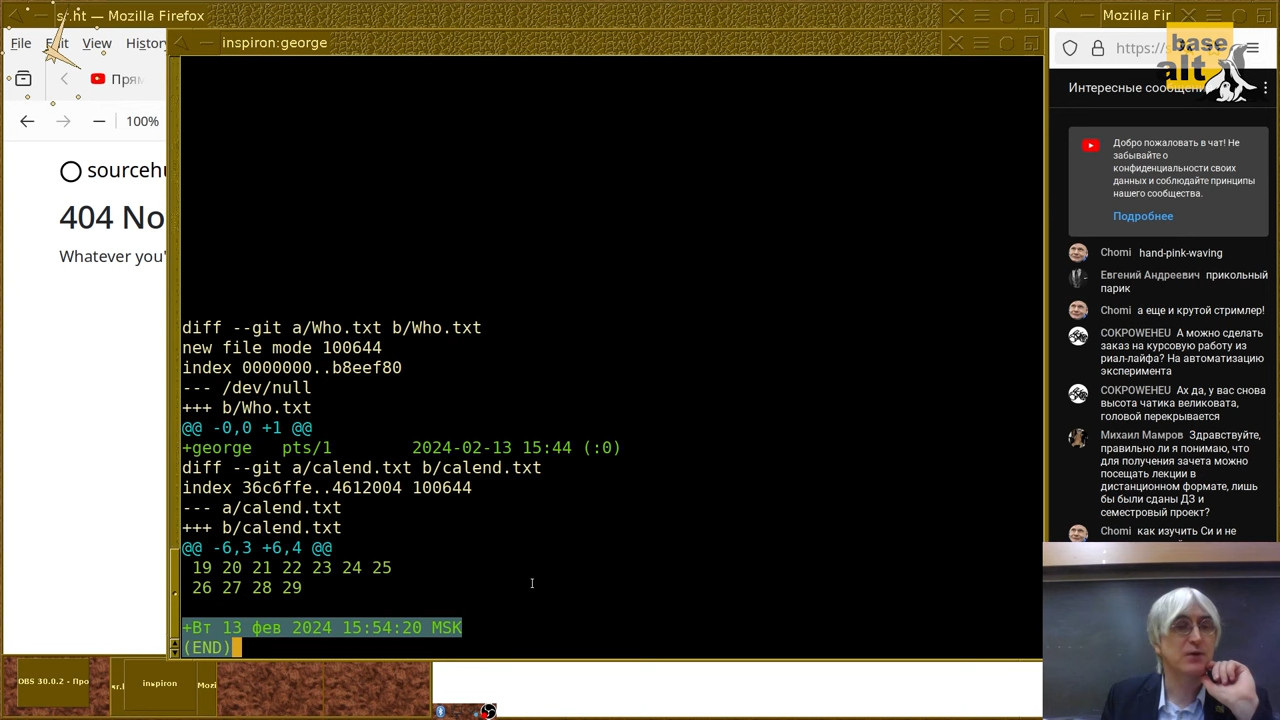 sr.ht — Mozilla Firefox
File Edit View History
Прям
100%
sourcehu
404 No
Whatever you'
inspiron:george
diff --git a/Who.txt b/Who.txt
new file mode 100644
index 0000000..b8eef80
--- /dev/null
+++ b/Who.txt
@@ -0,0 +1 @@
+george   pts/1        2024-02-13 15:44 (:0)
diff --git a/calend.txt b/calend.txt
index 36c6ffe..4612004 100644
--- a/calend.txt
+++ b/calend.txt
@@ -6,3 +6,4 @@
19 20 21 22 23 24 25
26 27 28 29
+Вт 13 фев 2024 15:54:20 MSK
(END)
Mozilla Fir
https://s
base
alt
Интересные сообщени
Добро пожаловать в чат! Не
забывайте о
конфиденциальности своих
данных и соблюдайте принципы
нашего сообщества.
Подробнее
Chomi hand-pink-waving
Евгений Андреевич прикольный
парик
Chomi а еще и крутой стример!
COKPOWEHEU А можно сделать
заказ на курсовую работу из
риал-лайфа? На автоматизацию
эксперимента
COKPOWEHEU Ах да, у вас снова
высота чатика великовата,
головой перекрывается
Михаил Мамров Здравствуйте,
правильно ли я понимаю, что
для получения зачета можно
посещать лекции в
дистанционном формате, лишь
бы были сданы ДЗ и
семестровый проект?
Chomi как изучить Си и не
OBS 30.0.2 - Про
sr.h
inspiron
Mozi